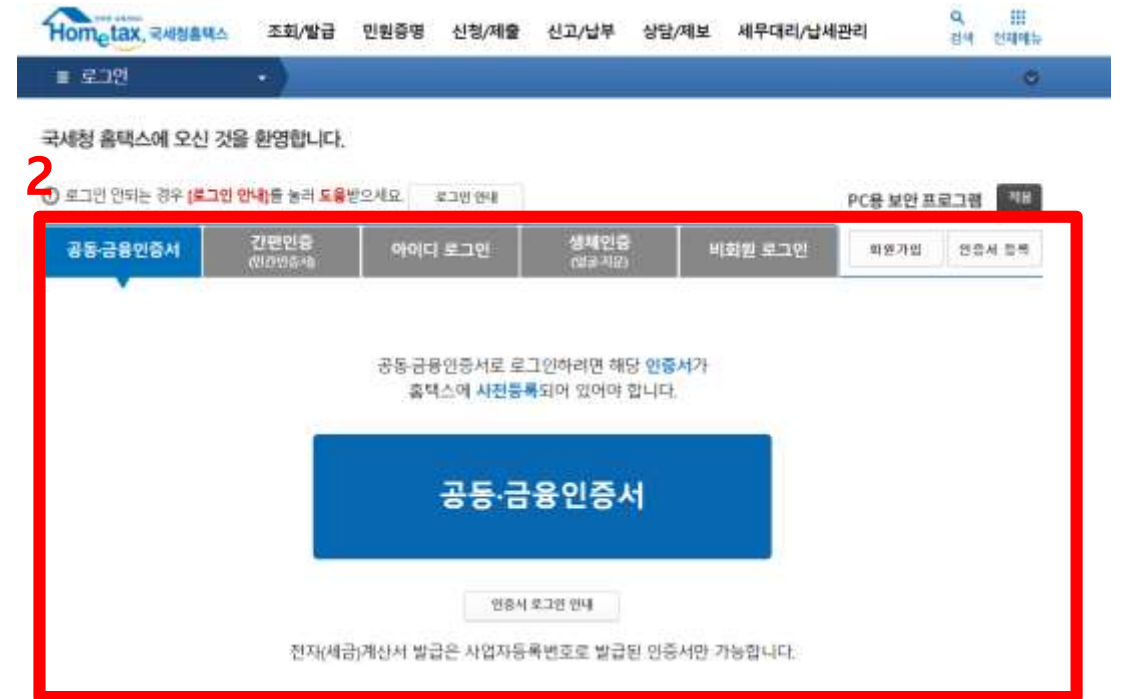 Hometax. 국세청홈택스 조회/발급 민원증명 신청/제출 신고/납부 상담/제보 세무대리/납세관리 검색 전체메뉴
로그인
국세청 홈택스에 오신 것을 환영합니다.
2
로그인 안되는 경우 [로그인 안내]를 눌러 도움받으세요. 로그인 안내 PC용 보안 프로그램 적용
공동·금융인증서 간편인증 (민간인증서) 아이디 로그인 생체인증 (얼굴·지문) 비회원 로그인 회원가입 인증서 등록
공동·금융인증서로 로그인하려면 해당 인증서가
홈택스에 사전등록되어 있어야 합니다.
공동·금융인증서
인증서 로그인 안내
전자(세금)계산서 발급은 사업자등록번호로 발급된 인증서만 가능합니다.